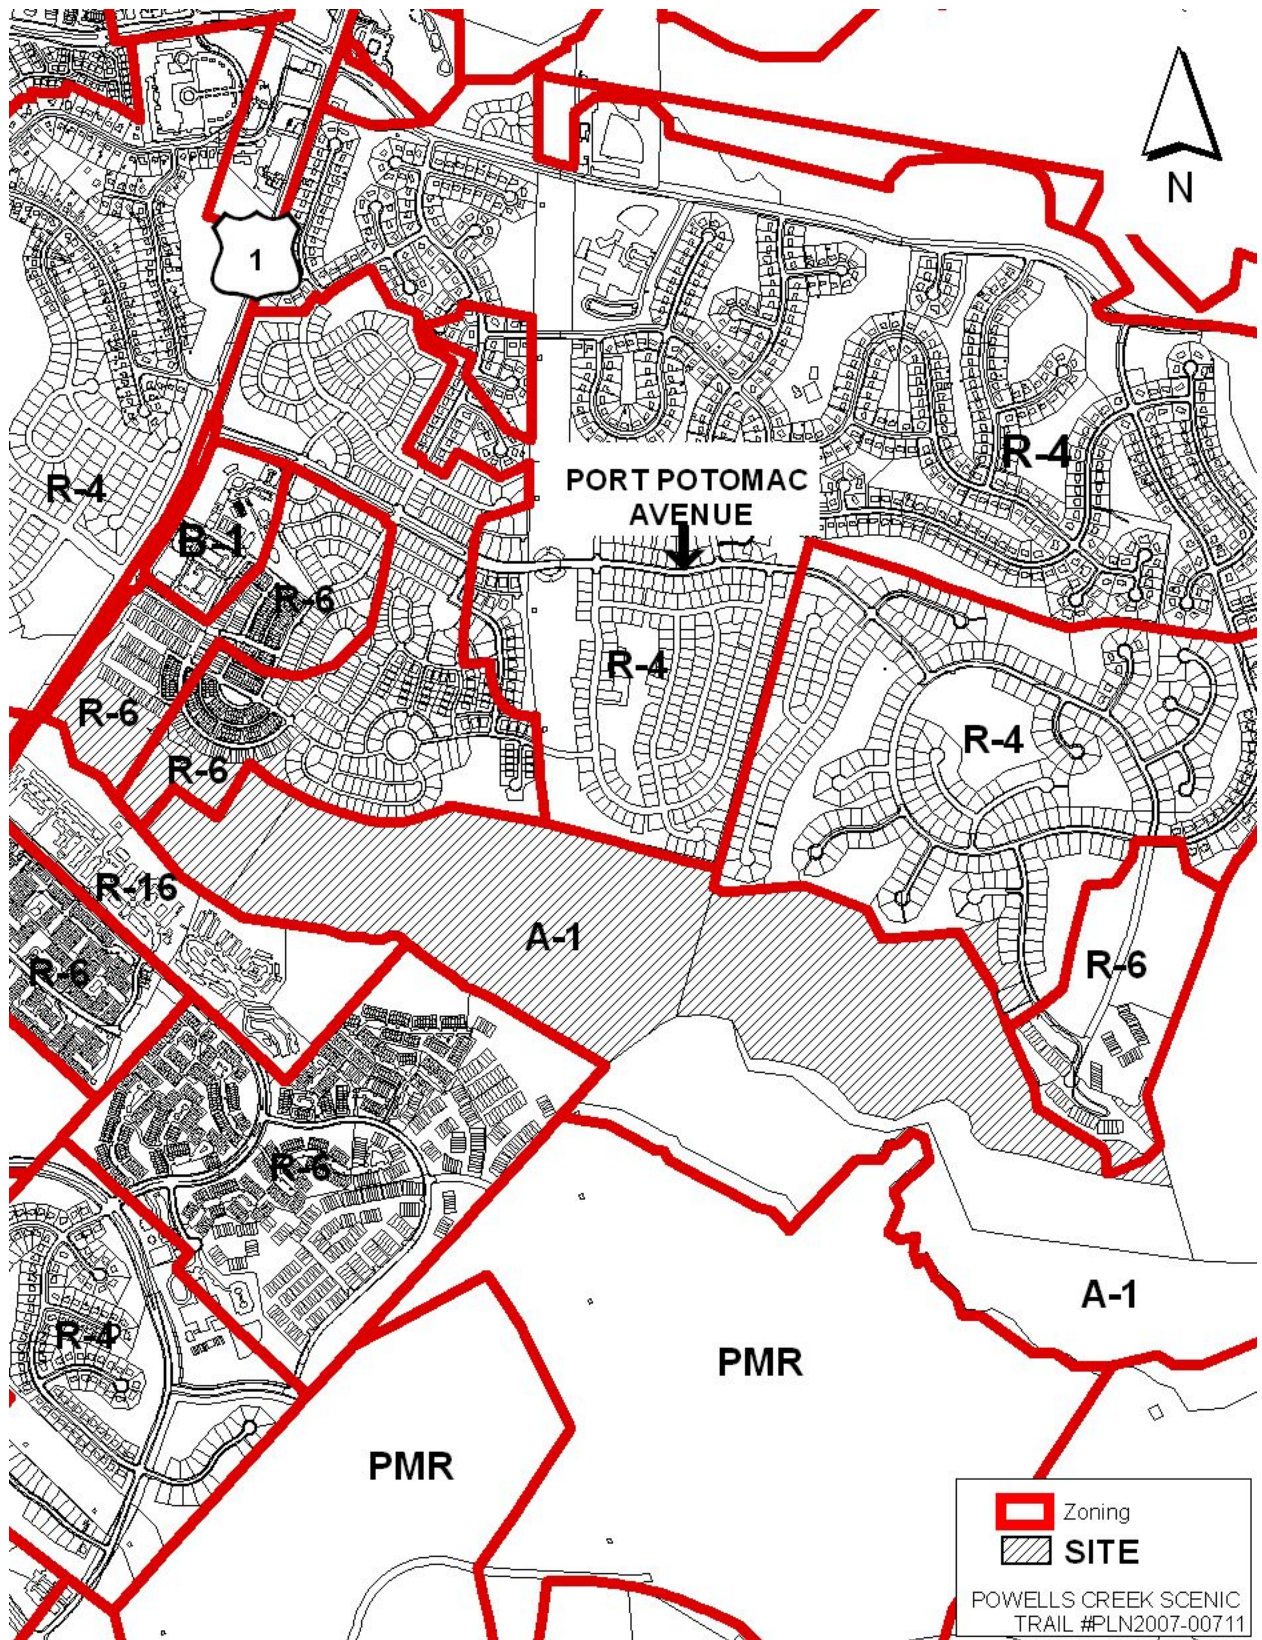 N
1
R-4
R-4
PORT POTOMAC
AVENUE
B-1
R-6
R-4
R-6
R-4
R-6
R-16
A-1
R-6
R-6
R-6
A-1
R-4
PMR
PMR
Zoning
SITE
POWELLS CREEK SCENIC
TRAIL #PLN2007-00711